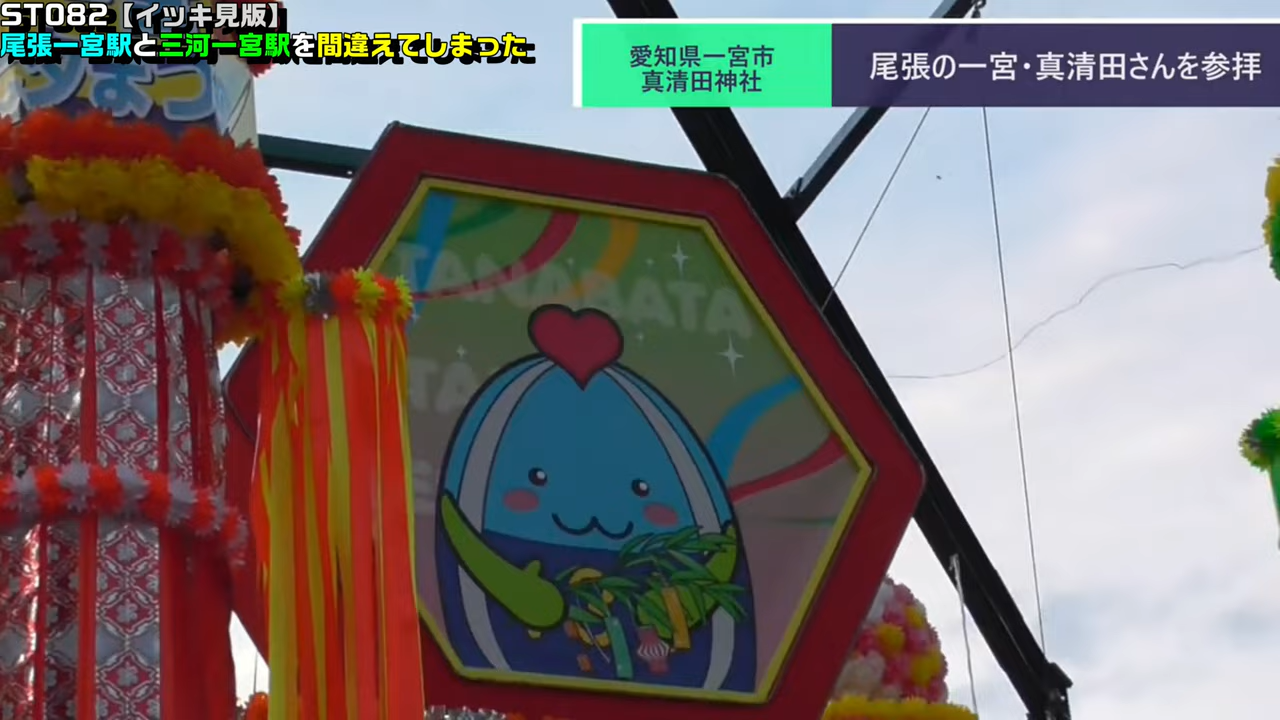 ST082【イッキ見版】
尾張一宮駅と三河一宮駅を間違えてしまった
愛知県一宮市
真清田神社
尾張の一宮・真清田さんを参拝